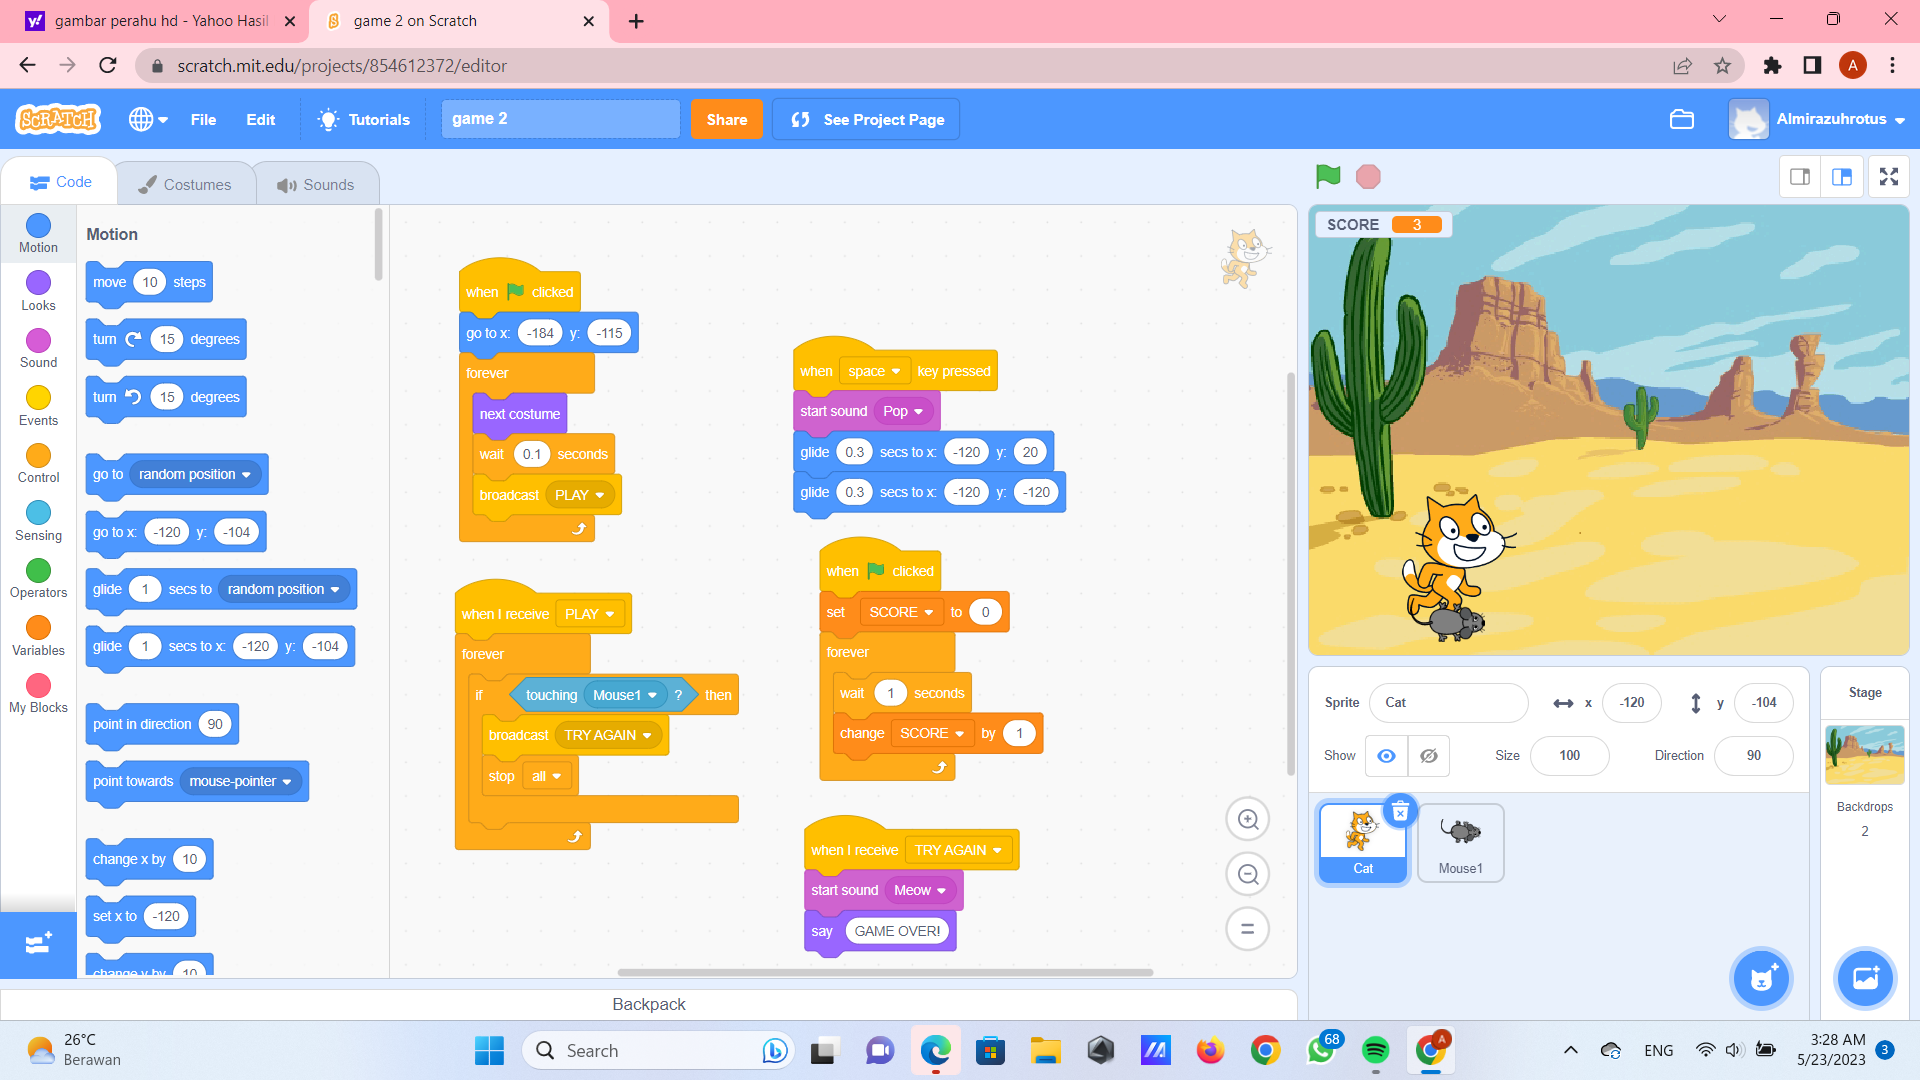 gambar perahu hd - Yahoo Hasil
game 2 on Scratch
scratch.mit.edu/projects/854612372/editor
A
SCRATCH
File
Edit
Tutorials
game 2
Share
See Project Page
Almirazuhrotus
Code
Costumes
Sounds
Motion
Looks
Sound
Events
Control
Sensing
Operators
Variables
My Blocks
Motion
move 10 steps
turn 15 degrees
turn 15 degrees
go to random position
go to x: -120 y: -104
glide 1 secs to random position
glide 1 secs to x: -120 y: -104
point in direction 90
point towards mouse-pointer
change x by 10
set x to -120
change y by 10
when clicked
go to x: -184 y: -115
forever
next costume
wait 0.1 seconds
broadcast PLAY
when I receive PLAY
forever
if touching Mouse1 ? then
broadcast TRY AGAIN
stop all
when space key pressed
start sound Pop
glide 0.3 secs to x: -120 y: 20
glide 0.3 secs to x: -120 y: -120
when clicked
set SCORE to 0
forever
wait 1 seconds
change SCORE by 1
when I receive TRY AGAIN
start sound Meow
say GAME OVER!
Backpack
SCORE 3
Sprite Cat x -120 y -104
Show Size 100 Direction 90
Cat
Mouse1
Stage
Backdrops
2
26°C
Berawan
Search
68
A
ENG
3:28 AM
5/23/2023
3